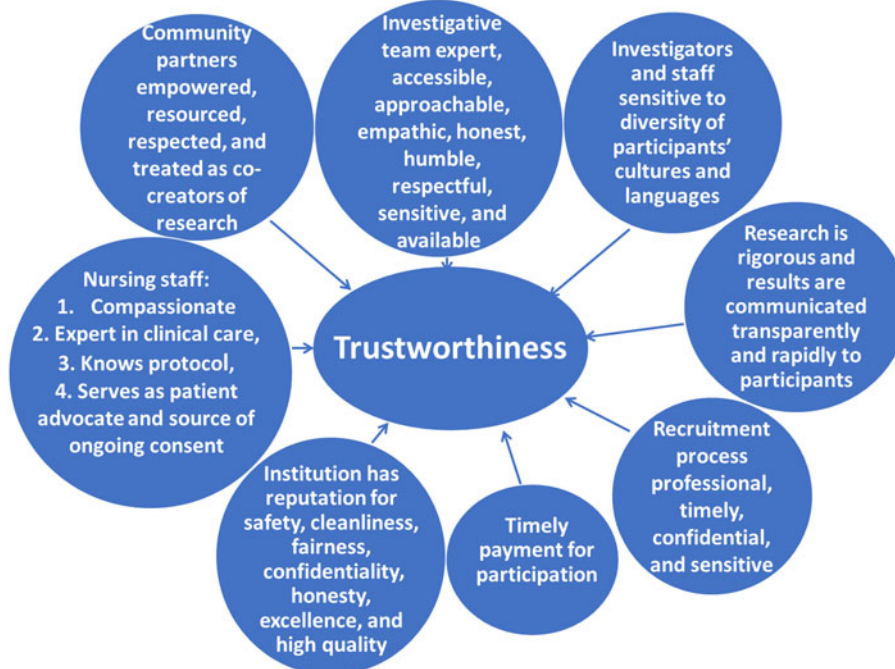 Community
partners
empowered,
resourced,
respected, and
treated as co-
creators of
research
Investigative
team expert,
accessible,
approachable,
empathic, honest,
humble,
respectful,
sensitive, and
available
Investigators
and staff
sensitive to
diversity of
participants'
cultures and
languages
Research is
rigorous and
results are
communicated
transparently
and rapidly to
participants
Nursing staff:
1. Compassionate
2. Expert in clinical care,
3. Knows protocol,
4. Serves as patient
advocate and source of
ongoing consent
Trustworthiness
Institution has
reputation for
safety, cleanliness,
fairness,
confidentiality,
honesty,
excellence, and
high quality
Timely
payment for
participation
Recruitment
process
professional,
timely,
confidential,
and sensitive